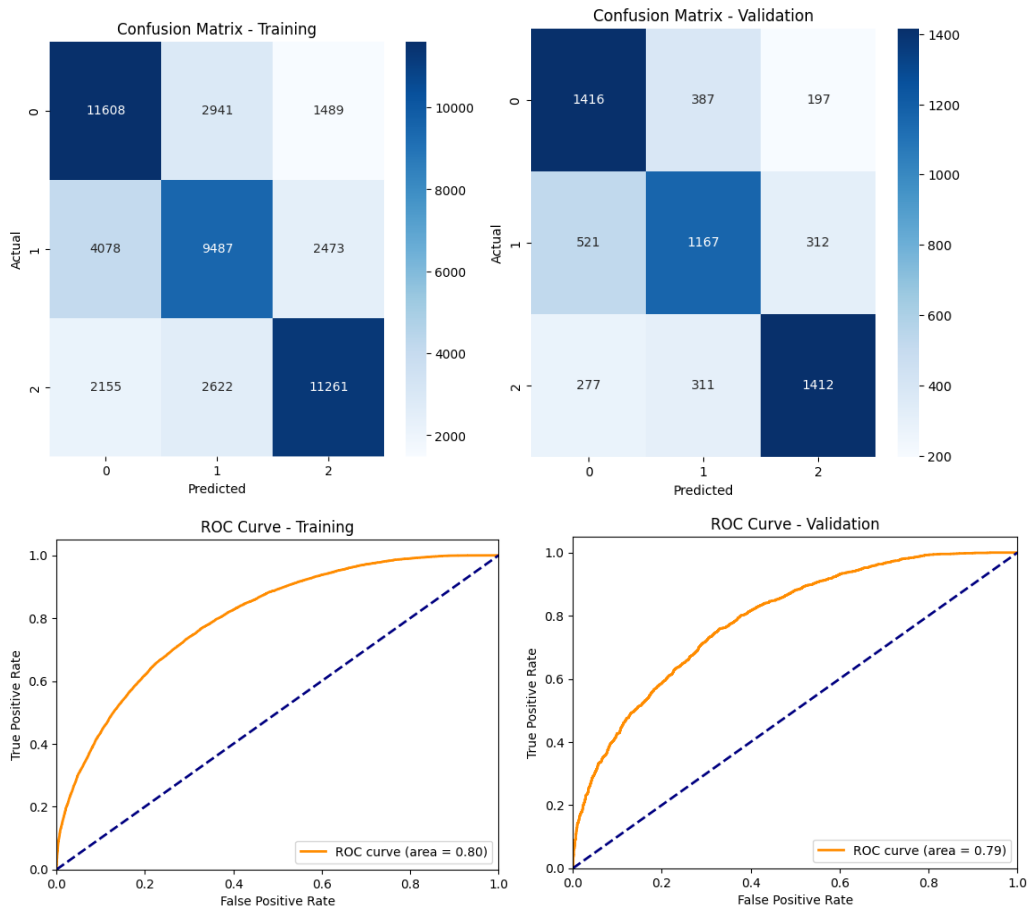 Confusion Matrix - Training
0
1
2
Actual
11608 2941 1489
4078 9487 2473
2155 2622 11261
0 1 2
Predicted
10000
8000
6000
4000
2000
Confusion Matrix - Validation
0
1
2
Actual
1416 387 197
521 1167 312
277 311 1412
0 1 2
Predicted
1400
1200
1000
800
600
400
200
ROC Curve - Training
True Positive Rate
1.0
0.8
0.6
0.4
0.2
0.0
ROC curve (area = 0.80)
0.0 0.2 0.4 0.6 0.8 1.0
False Positive Rate
ROC Curve - Validation
True Positive Rate
1.0
0.8
0.6
0.4
0.2
0.0
ROC curve (area = 0.79)
0.0 0.2 0.4 0.6 0.8 1.0
False Positive Rate